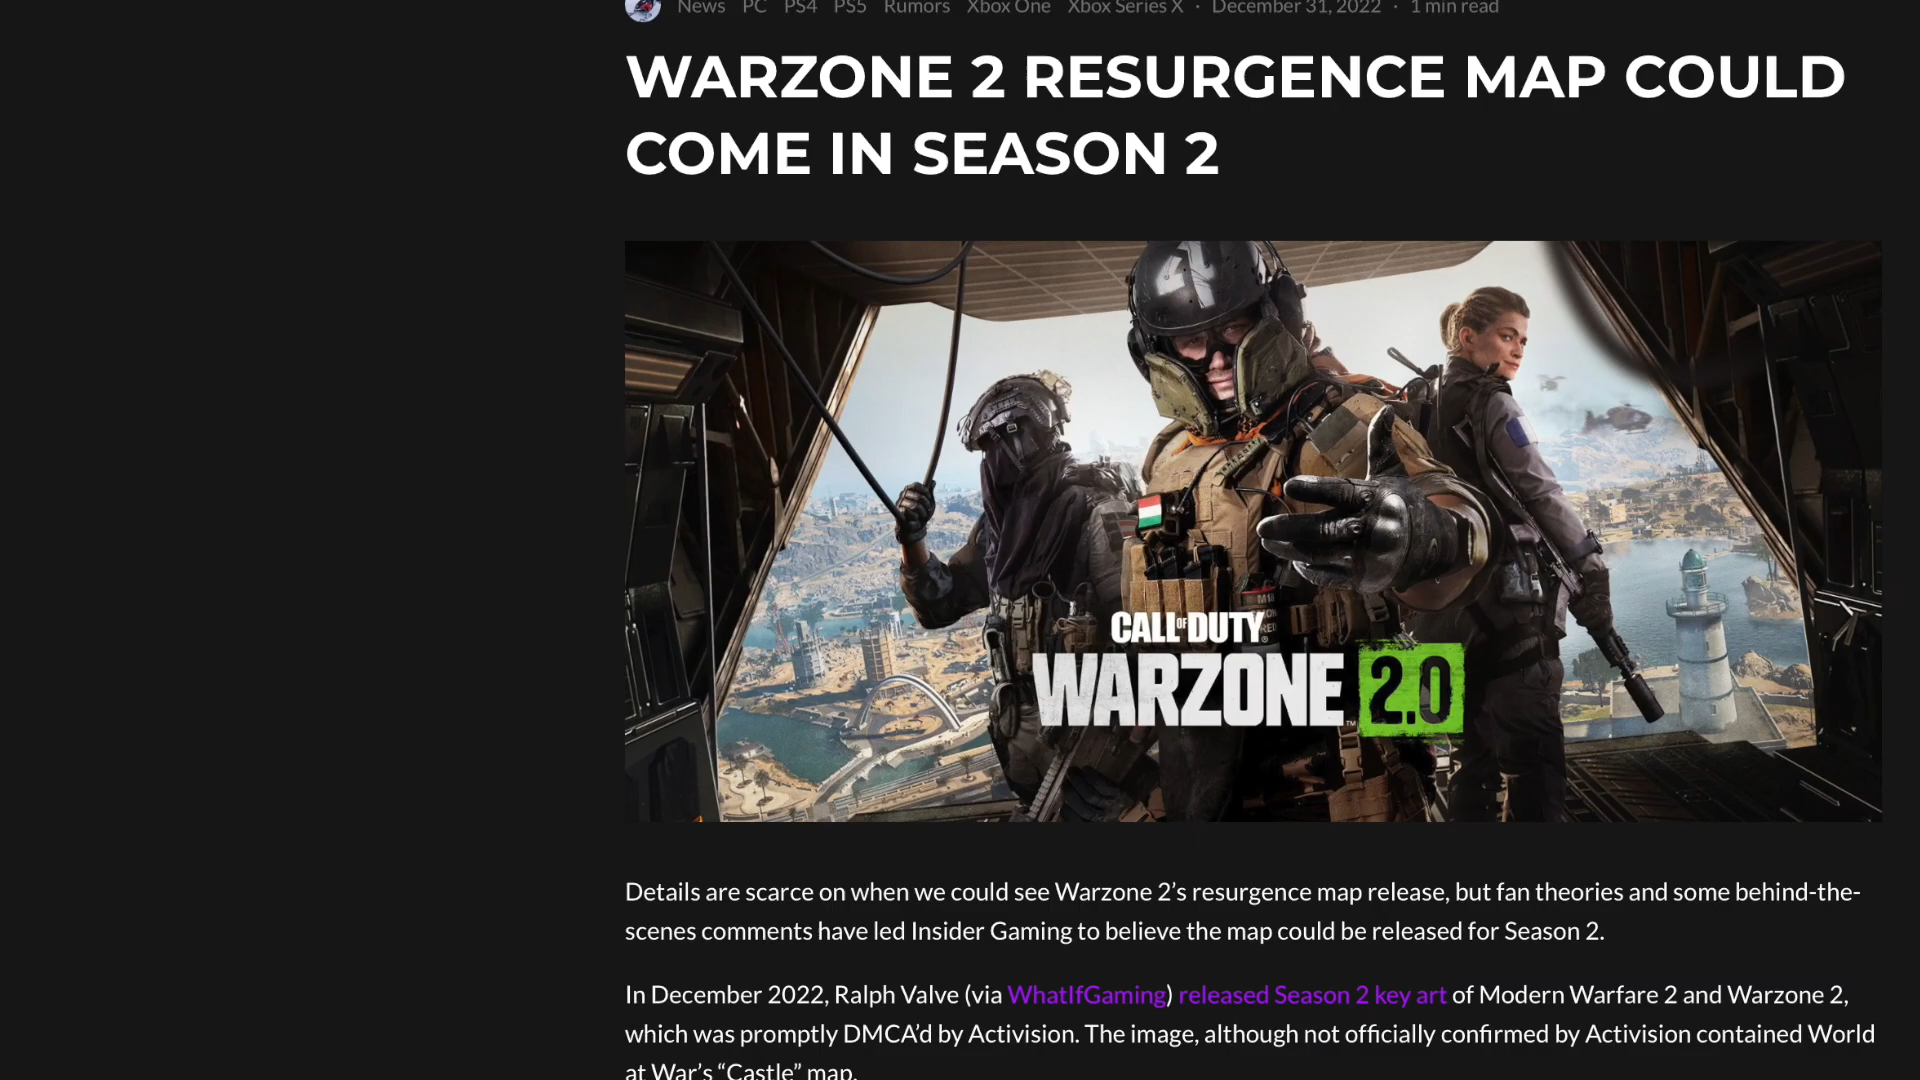 News PC PS4 PS5 Rumors Xbox One Xbox Series X · December 31, 2022 · 1 min read
WARZONE 2 RESURGENCE MAP COULD
COME IN SEASON 2
CALL OF DUTY®
WARZONE™ 2.0
Details are scarce on when we could see Warzone 2’s resurgence map release, but fan theories and some behind-the-
scenes comments have led Insider Gaming to believe the map could be released for Season 2.
In December 2022, Ralph Valve (via WhatIfGaming) released Season 2 key art of Modern Warfare 2 and Warzone 2,
which was promptly DMCA’d by Activision. The image, although not officially confirmed by Activision contained World
at War’s “Castle” map.